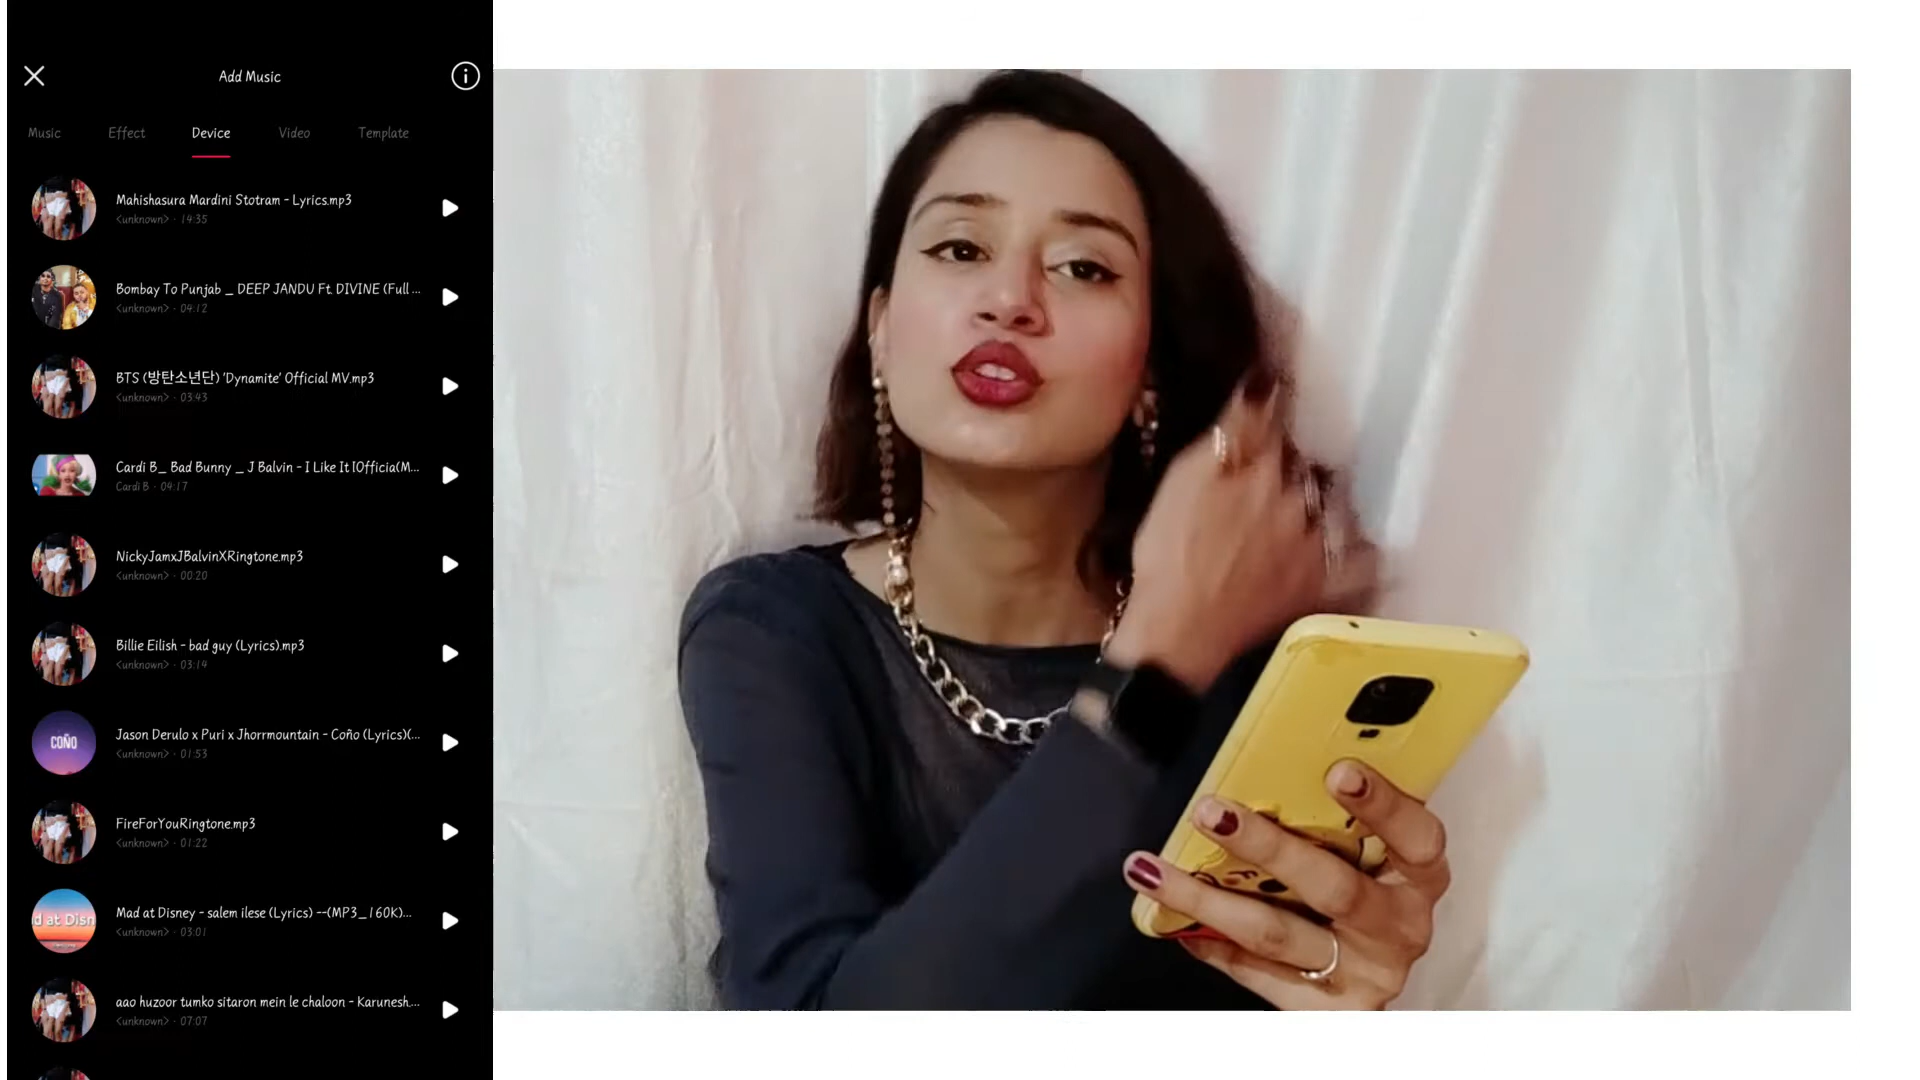 Add Music
Music Effect Device Video Template
Mahishasura Mardini Stotram - Lyrics.mp3
<unknown> · 14:35
Bombay To Punjab _ DEEP JANDU Ft. DIVINE (Full ...
<unknown> · 04:12
BTS (방탄소년단) 'Dynamite' Official MV.mp3
<unknown> · 03:43
Cardi B_ Bad Bunny _ J Balvin - I Like It [Officia(M...
Cardi B · 04:17
NickyJamxJBalvinXRingtone.mp3
<unknown> · 00:20
Billie Eilish - bad guy (Lyrics).mp3
<unknown> · 03:14
COÑO
Jason Derulo x Puri x Jhorrmountain - Coño (Lyrics)(...
<unknown> · 01:53
FireForYouRingtone.mp3
<unknown> · 01:22
d at Disn
Mad at Disney - salem ilese (Lyrics) --(MP3_160K)...
<unknown> · 03:01
aao huzoor tumko sitaron mein le chaloon - Karunesh...
<unknown> · 07:07